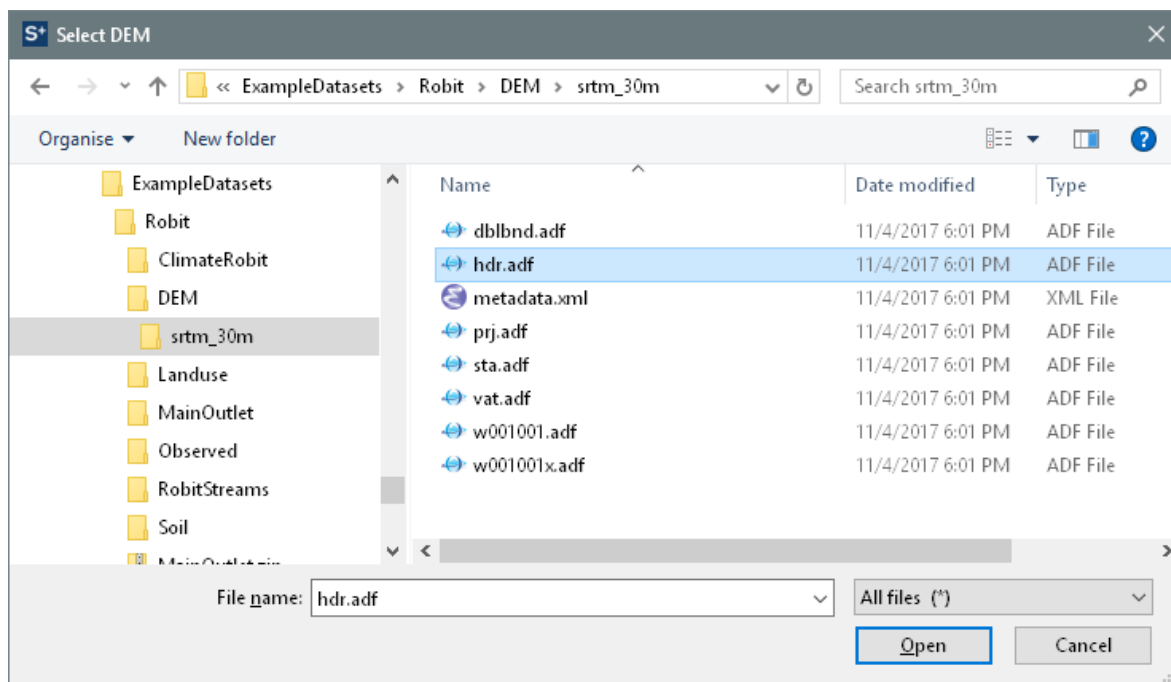 S+ Select DEM
« ExampleDatasets > Robit > DEM > srtm_30m
Search srtm_30m
Organise
New folder
?
ExampleDatasets
Robit
ClimateRobit
DEM
srtm_30m
Landuse
MainOutlet
Observed
RobitStreams
Soil
MainOutlet.zip
Name Date modified Type
dblbnd.adf 11/4/2017 6:01 PM ADF File
hdr.adf 11/4/2017 6:01 PM ADF File
metadata.xml 11/4/2017 6:01 PM XML File
prj.adf 11/4/2017 6:01 PM ADF File
sta.adf 11/4/2017 6:01 PM ADF File
vat.adf 11/4/2017 6:01 PM ADF File
w001001.adf 11/4/2017 6:01 PM ADF File
w001001x.adf 11/4/2017 6:01 PM ADF File
File name: hdr.adf
All files (*)
Open
Cancel